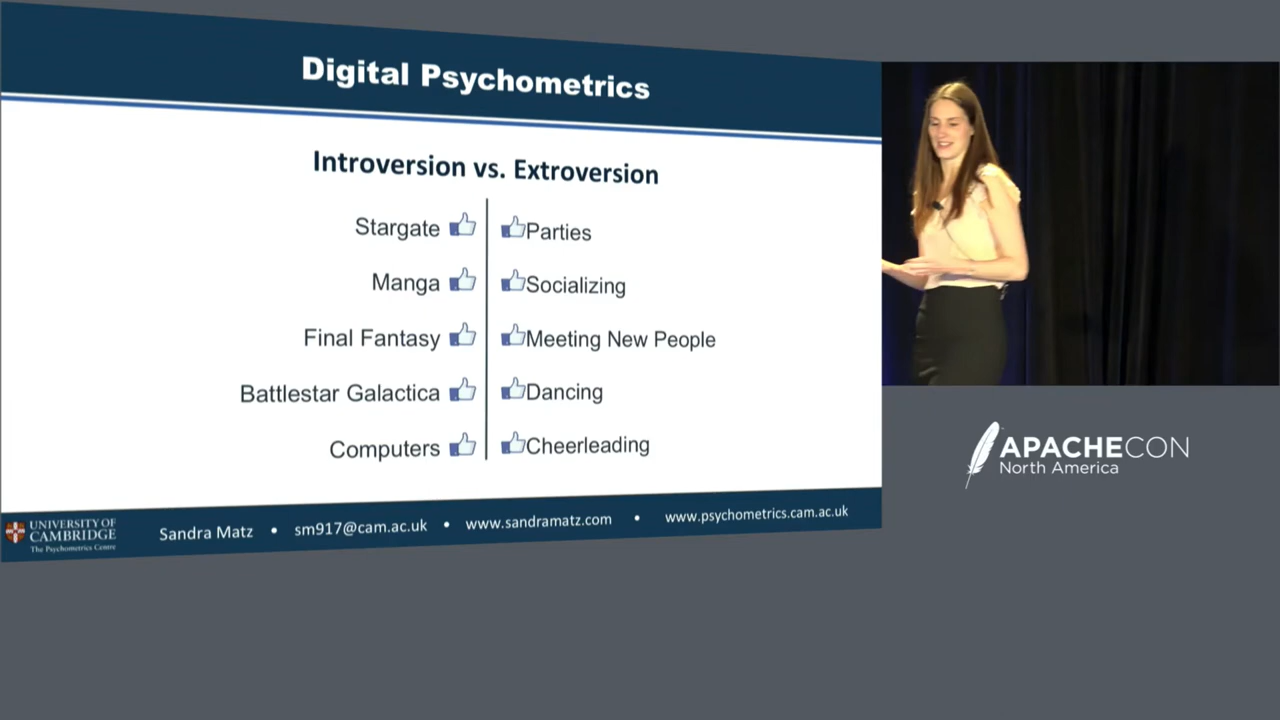 Digital Psychometrics
Introversion vs. Extroversion
Stargate Parties
Manga Socializing
Final Fantasy Meeting New People
Battlestar Galactica Dancing
Computers Cheerleading
UNIVERSITY OF
CAMBRIDGE
The Psychometrics Centre
Sandra Matz • sm917@cam.ac.uk • www.sandramatz.com • www.psychometrics.cam.ac.uk
APACHECON
North America